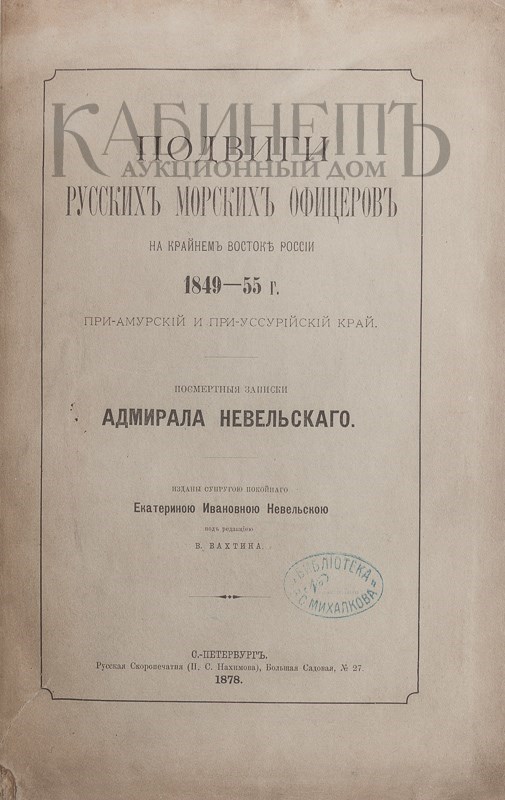 КАБИНЕТЪ
АУКЦИОННЫЙ ДОМ
ПОДВИГИ
РУССКИХЪ МОРСКИХЪ ОФИЦЕРОВЪ
НА КРАЙНЕМЪ ВОСТОКѢ РОССІИ
1849—55 Г.
ПРИ-АМУРСКІЙ И ПРИ-УССУРІЙСКІЙ КРАЙ.
ПОСМЕРТНЫЯ ЗАПИСКИ
АДМИРАЛА НЕВЕЛЬСКАГО.
ИЗДАНЫ СУПРУГОЮ ПОКОЙНАГО
Екатериною Ивановною Невельскою
подъ редакціею
В. ВАХТИНА.
БИБЛІОТЕКА
№
С. МИХАЛКОВА
С.-ПЕТЕРБУРГЪ.
Русская Скоропечатня (П. С. Нахимова), Большая Садовая, № 27.
1878.